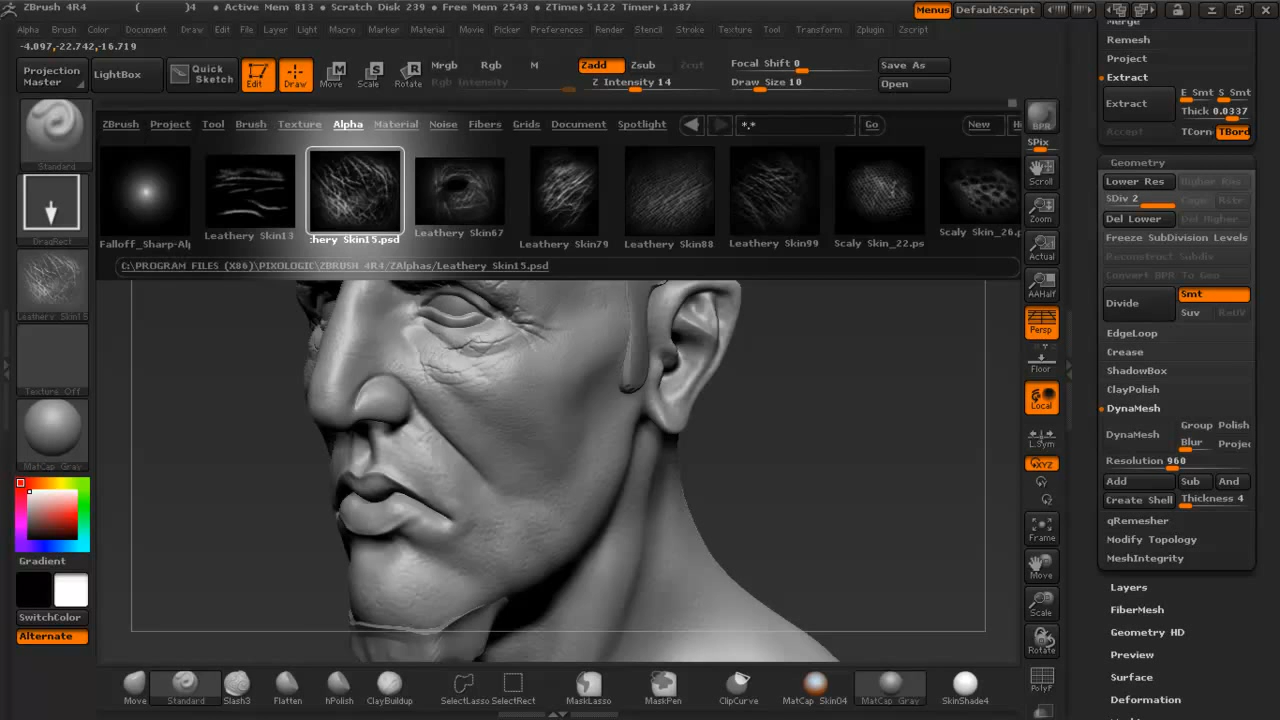 ZBrush 4R4 ( )4 • Active Mem 813 • Scratch Disk 239 • Free Mem 2543 • ZTime▸5.122 Timer▸1.387
Menus DefaultZScript
Alpha Brush Color Document Draw Edit File Layer Light Macro Marker Material Movie Picker Preferences Render Stencil Stroke Texture Tool Transform Zplugin Zscript
-4.097,-22.742,-16.719
Projection Master
LightBox
Quick Sketch
Edit
Draw
Move
Scale
Rotate
Mrgb Rgb M
Rgb Intensity
Zadd Zsub Zcut
Z Intensity 14
Focal Shift 0
Draw Size 10
Save As
Open
ZBrush Project Tool Brush Texture Alpha Material Noise Fibers Grids Document Spotlight
*.*
Go
New
Hi
Falloff_Sharp-Alp
Leathery Skin13
:hery Skin15.psd
Leathery Skin67
Leathery Skin79
Leathery Skin88
Leathery Skin99
Scaly Skin_22.ps
Scaly Skin_26.
C:\PROGRAM FILES (X86)\PIXOLOGIC\ZBRUSH 4R4/ZAlphas/Leathery Skin15.psd
Standard
DragRect
Leathery Skin15
Texture Off
MatCap Gray
Gradient
SwitchColor
Alternate
BPR
SPix
Scroll
Zoom
Actual
AAHalf
Persp
Floor
Local
L.Sym
XYZ
Frame
Move
Scale
Rotate
PolyF
Merge
Remesh
Project
Extract
Extract
E Smt S Smt
Thick 0.0337
Accept
TCorn
TBord
Geometry
Lower Res Higher Res
SDiv 2
Cage Rstr
Del Lower Del Higher
Freeze SubDivision Levels
Reconstruct Subdiv
Convert BPR To Geo
Divide
Smt
Suv ReUV
EdgeLoop
Crease
ShadowBox
ClayPolish
DynaMesh
DynaMesh
Group Polish
Blur Projec
Resolution 960
Add Sub And
Create Shell Thickness 4
qRemesher
Modify Topology
MeshIntegrity
Layers
FiberMesh
Geometry HD
Preview
Surface
Deformation
Move
Standard
Slash3
Flatten
hPolish
ClayBuildup
SelectLasso
SelectRect
MaskLasso
MaskPen
ClipCurve
MatCap Skin04
MatCap Gray
SkinShade4